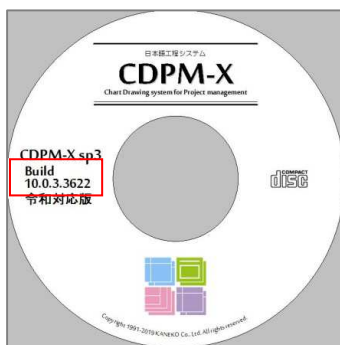 日本語工程システム
CDPM-X
Chart Drawing system for Project management
CDPM-X sp3
Build
10.0.3.3622
令和対応版
COMPACT
disc
Copyright 1991-2019 KANEKO Co., Ltd. All rights reserved.